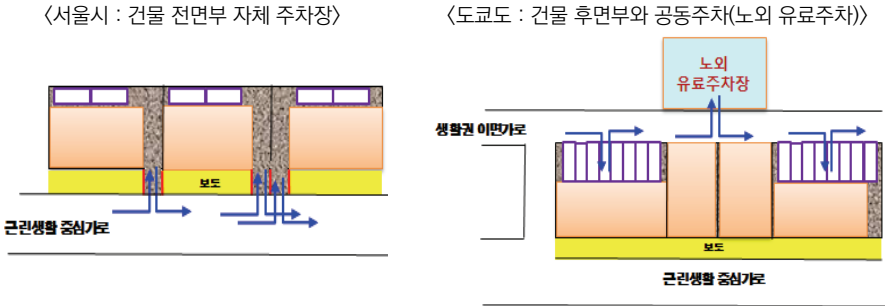 〈서울시 : 건물 전면부 자체 주차장〉
보도
근린생활 중심가로
〈도쿄도 : 건물 후면부와 공동주차(노외 유료주차)〉
노외
유료주차장
생활권 이면가로
보도
근린생활 중심가로